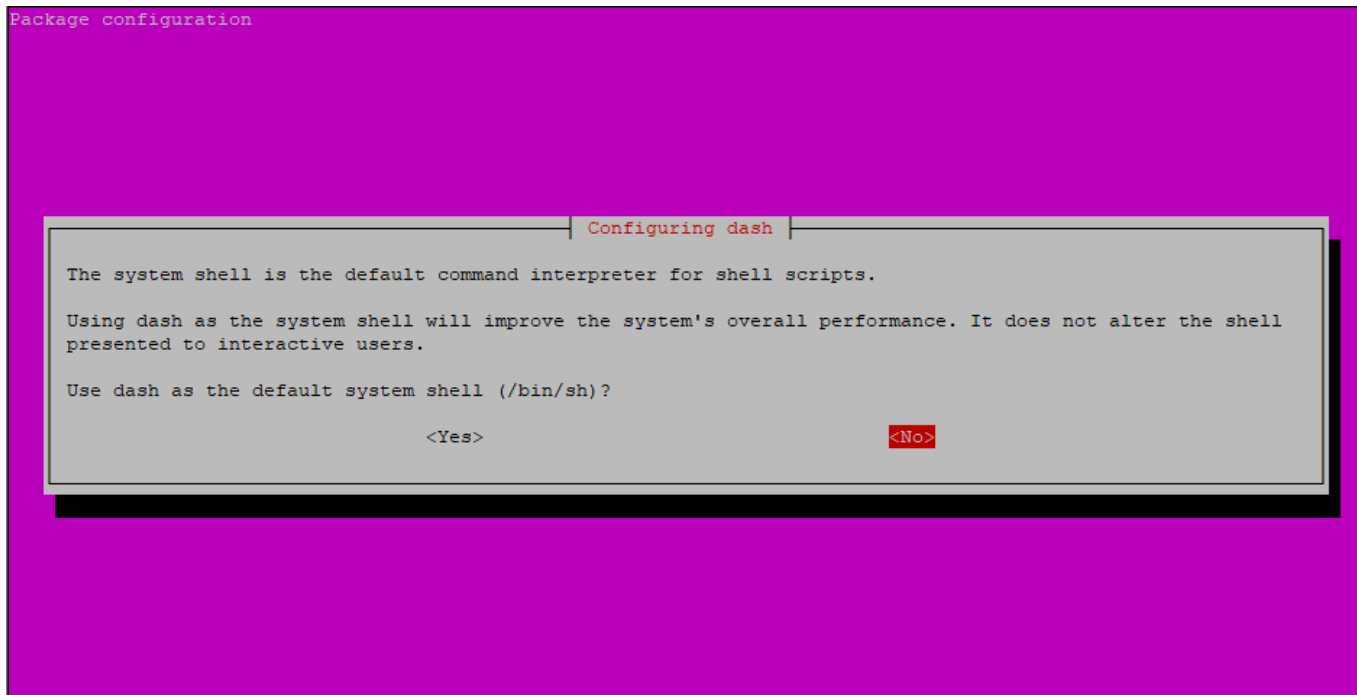 Package configuration
Configuring dash
The system shell is the default command interpreter for shell scripts.
Using dash as the system shell will improve the system's overall performance. It does not alter the shell
presented to interactive users.
Use dash as the default system shell (/bin/sh)?
<Yes> <No>